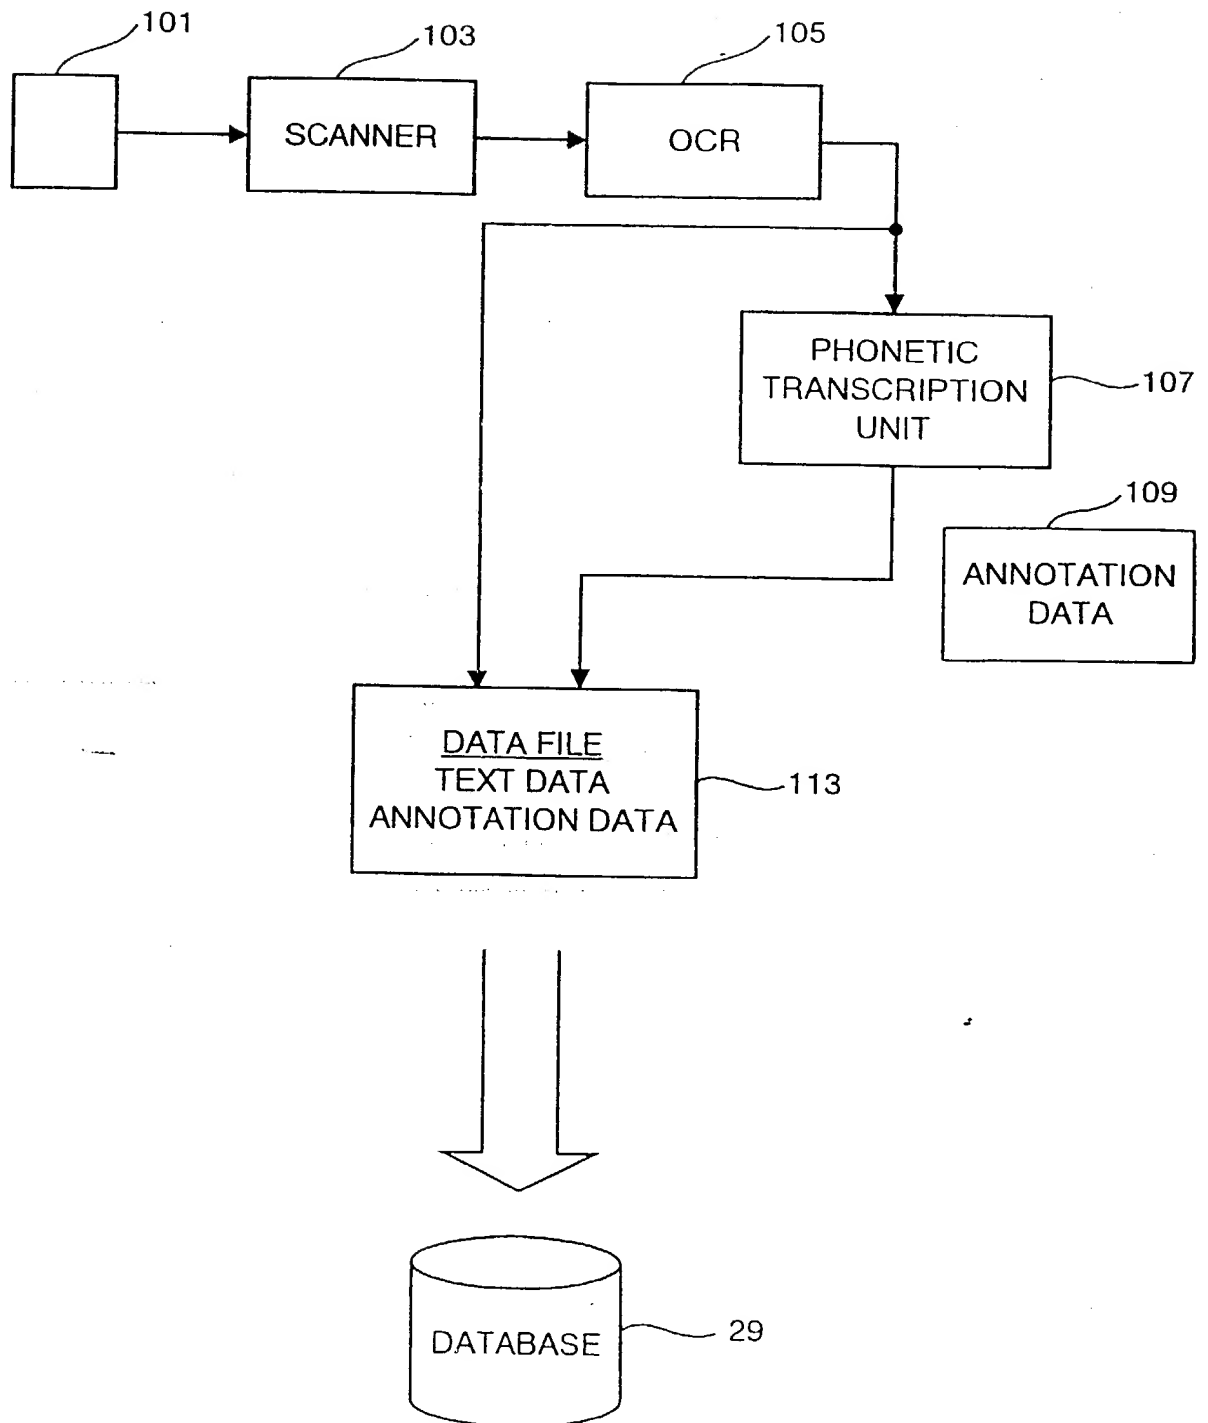 101
103
105
SCANNER
OCR
PHONETIC
TRANSCRIPTION
UNIT
107
109
ANNOTATION
DATA
DATA FILE
TEXT DATA
ANNOTATION DATA
113
DATABASE
29